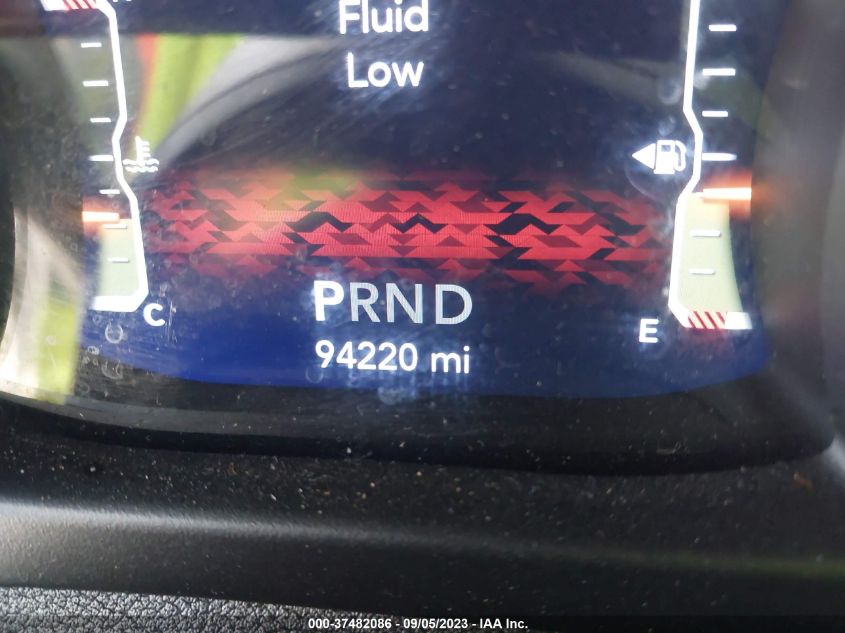 Fluid
Low
PRND
94220 mi
C
E
000-37482086 - 09/05/2023 - IAA Inc.